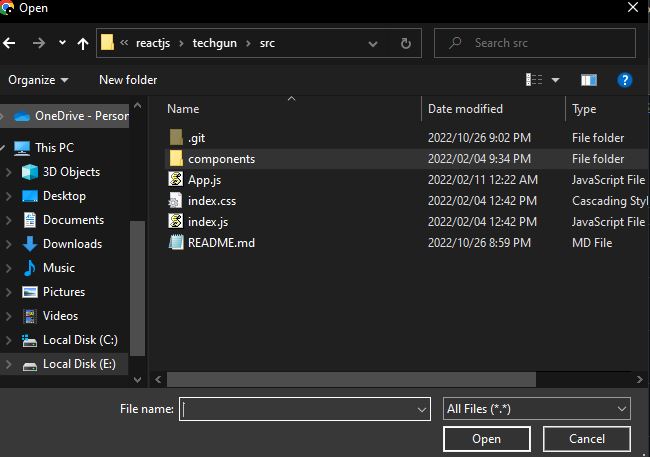 Open
« reactjs › techgun › src
Search src
Organize
New folder
Name
Date modified
Type
OneDrive - Person
This PC
3D Objects
Desktop
Documents
Downloads
Music
Pictures
Videos
Local Disk (C:)
Local Disk (E:)
.git 2022/10/26 9:02 PM File folder
components 2022/02/04 9:34 PM File folder
App.js 2022/02/11 12:22 AM JavaScript File
index.css 2022/02/04 12:42 PM Cascading Styl
index.js 2022/02/04 12:42 PM JavaScript File
README.md 2022/10/26 8:59 PM MD File
File name:
All Files (*.*)
Open
Cancel